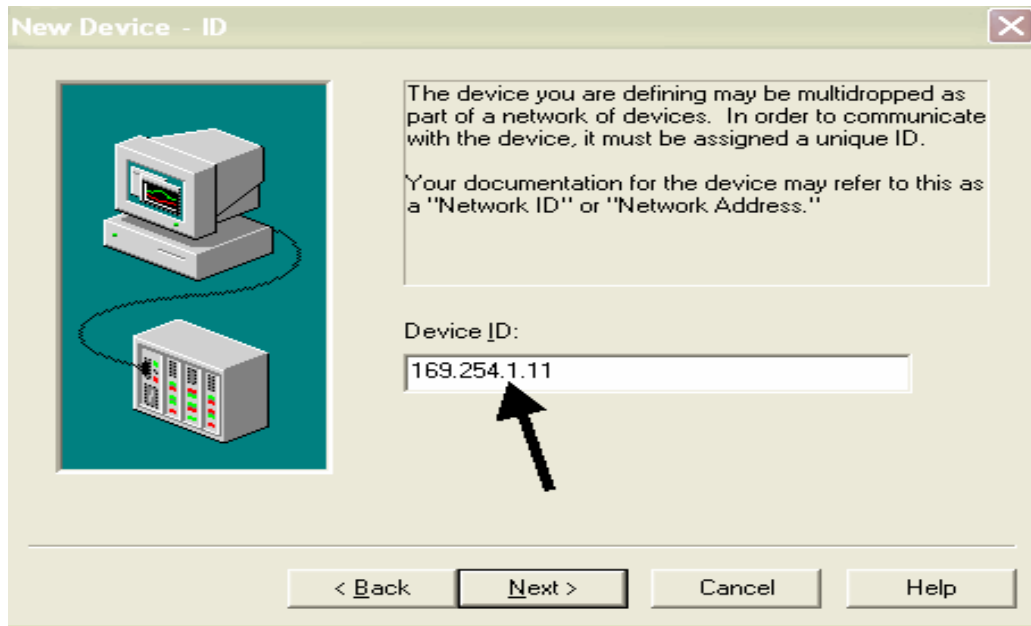 New Device - ID
The device you are defining may be multidropped as
part of a network of devices. In order to communicate
with the device, it must be assigned a unique ID.
Your documentation for the device may refer to this as
a "Network ID" or "Network Address."
Device ID:
169.254.1.11
< Back Next > Cancel Help